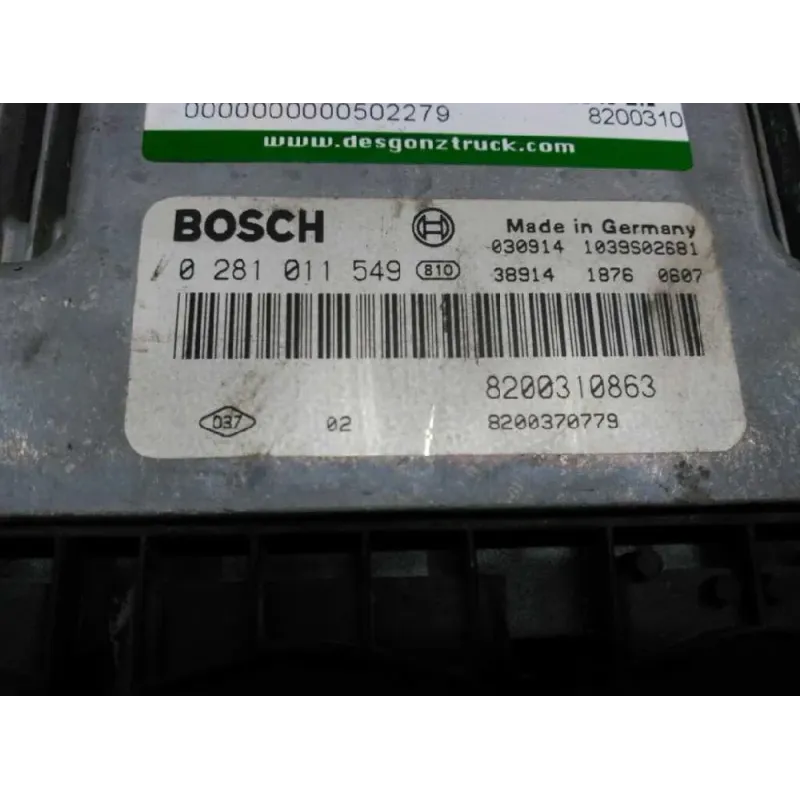 0000000000502279 8200310
www.desgonztruck.com
BOSCH Made in Germany
030914 1039S02681
0 281 011 549 810 38914 1876 0607
8200310863
037 02 8200370779